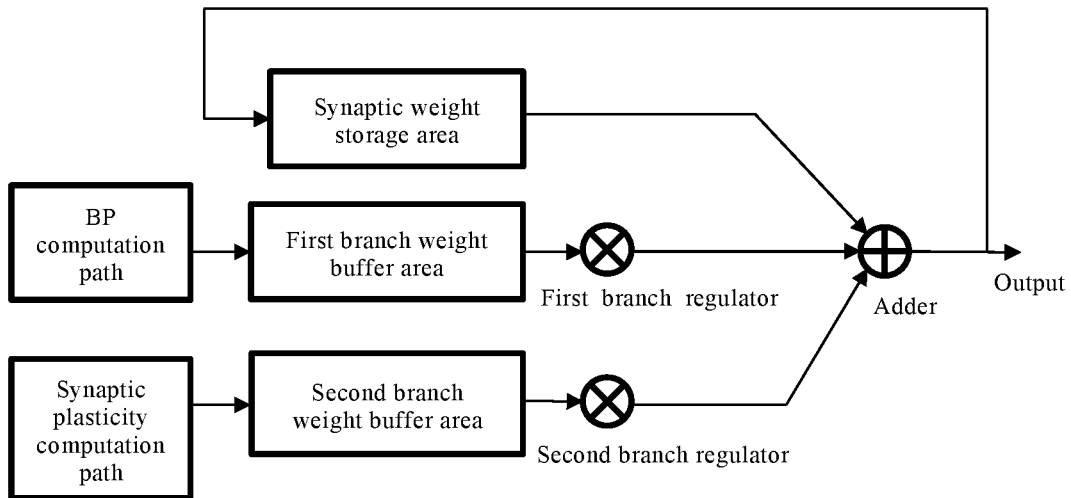 Synaptic weight
storage area
BP
computation
path
First branch weight
buffer area
First branch regulator
Adder
Output
Synaptic
plasticity
computation
path
Second branch
weight buffer area
Second branch regulator